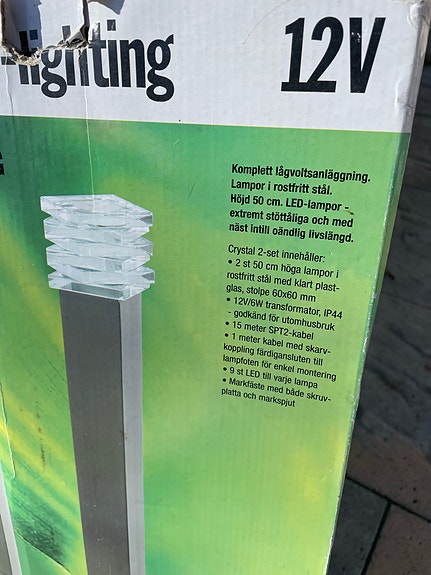 -lighting
12V
G
Komplett lågvoltsanläggning.
Lampor i rostfritt stål.
Höjd 50 cm. LED-lampor -
extremt stöttåliga och med
näst intill oändlig livslängd.
Crystal 2-set innehåller:
• 2 st 50 cm höga lampor i
rostfritt stål med klart plast-
glas, stolpe 60x60 mm
• 12V/6W transformator, IP44
- godkänd för utomhusbruk
• 15 meter SPT2-kabel
• 1 meter kabel med skarv-
koppling färdigansluten till
lampfoten för enkel montering
• 9 st LED till varje lampa
• Markfäste med både skruv-
platta och markspjut